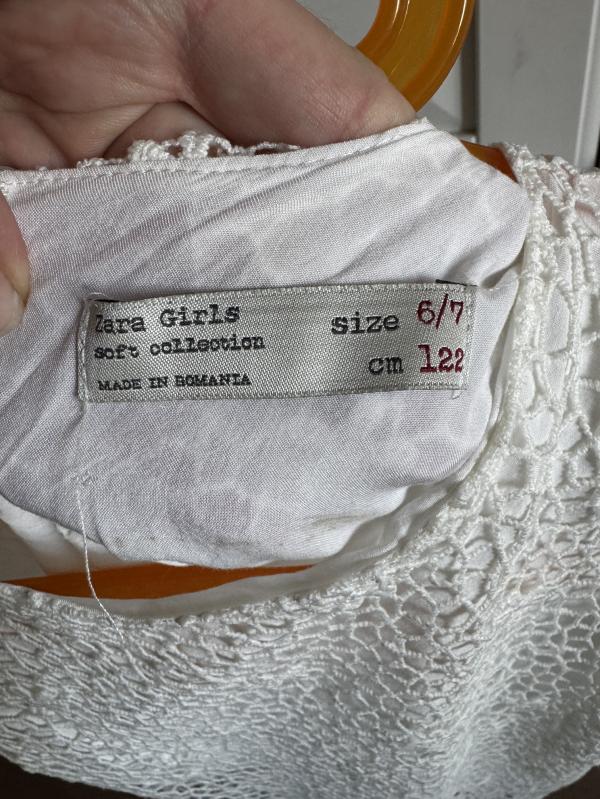 Zara Girls
soft collection
MADE IN ROMANIA
size 6/7
cm 122